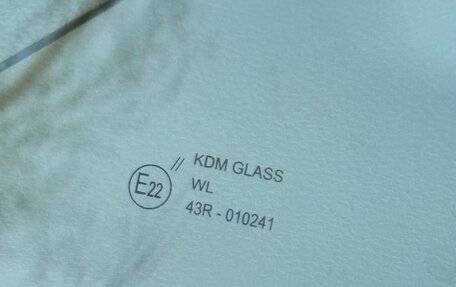 // KDM GLASS
E22 WL
43R - 010241